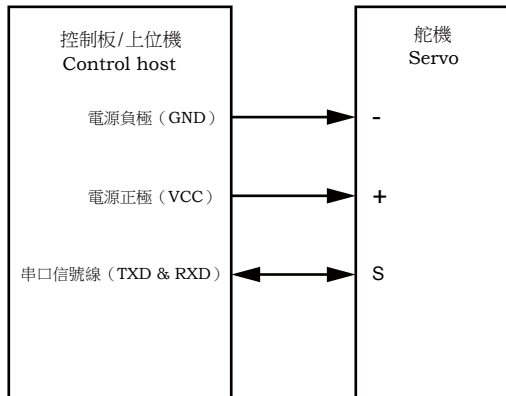 控制板/上位機
Control host
舵機
Servo
電源負極（GND）
-
電源正極（VCC）
+
串口信號線（TXD & RXD）
S